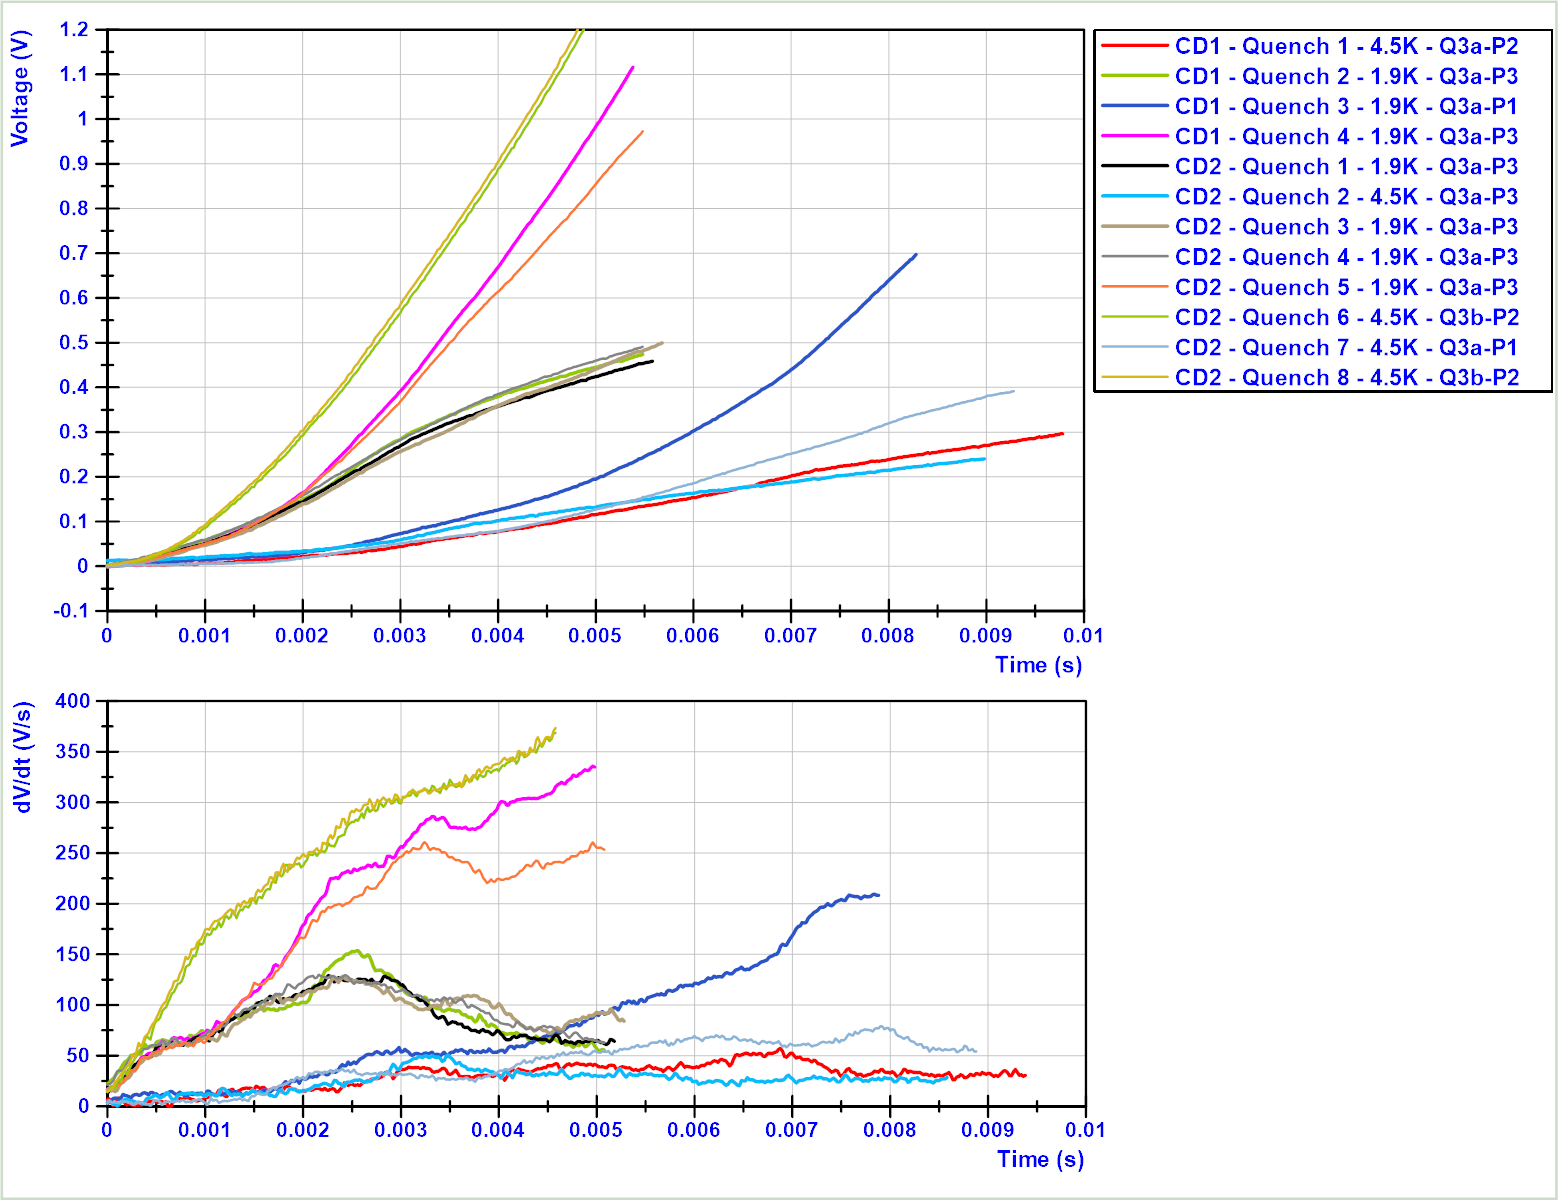 Voltage (V)
1.2
1.1
1
0.9
0.8
0.7
0.6
0.5
0.4
0.3
0.2
0.1
0
-0.1
0 0.001 0.002 0.003 0.004 0.005 0.006 0.007 0.008 0.009 0.01
Time (s)
CD1 - Quench 1 - 4.5K - Q3a-P2
CD1 - Quench 2 - 1.9K - Q3a-P3
CD1 - Quench 3 - 1.9K - Q3a-P1
CD1 - Quench 4 - 1.9K - Q3a-P3
CD2 - Quench 1 - 1.9K - Q3a-P3
CD2 - Quench 2 - 4.5K - Q3a-P3
CD2 - Quench 3 - 1.9K - Q3a-P3
CD2 - Quench 4 - 1.9K - Q3a-P3
CD2 - Quench 5 - 1.9K - Q3a-P3
CD2 - Quench 6 - 4.5K - Q3b-P2
CD2 - Quench 7 - 4.5K - Q3a-P1
CD2 - Quench 8 - 4.5K - Q3b-P2
dV/dt (V/s)
400
350
300
250
200
150
100
50
0
0 0.001 0.002 0.003 0.004 0.005 0.006 0.007 0.008 0.009 0.01
Time (s)